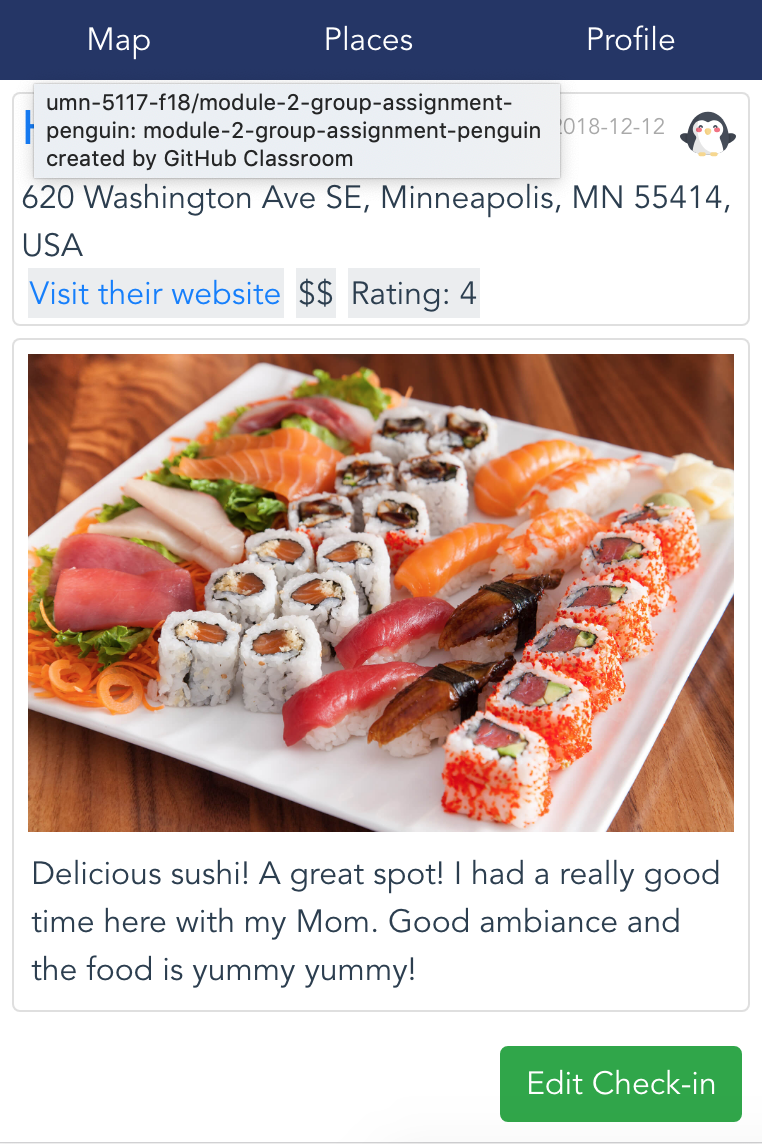 Map Places Profile
umn-5117-f18/module-2-group-assignment-
penguin: module-2-group-assignment-penguin
created by GitHub Classroom
2018-12-12
620 Washington Ave SE, Minneapolis, MN 55414,
USA
Visit their website $$ Rating: 4
Delicious sushi! A great spot! I had a really good
time here with my Mom. Good ambiance and
the food is yummy yummy!
Edit Check-in